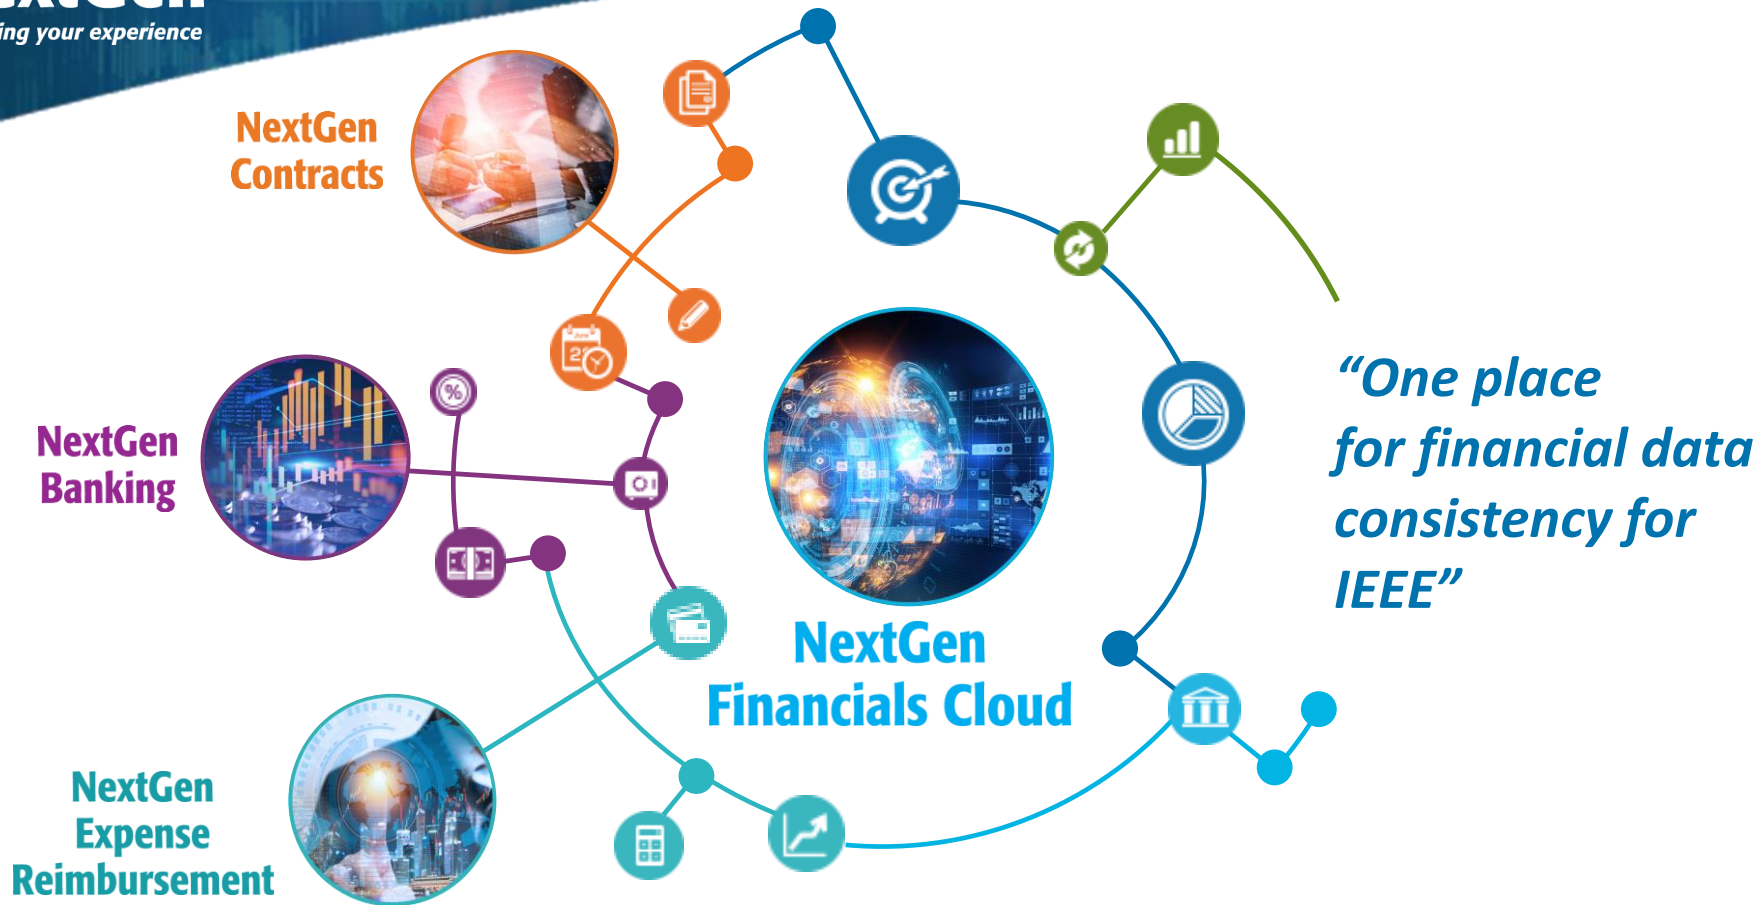 ing your experience
NextGen
Contracts
NextGen
Banking
NextGen
Expense
Reimbursement
NextGen
Financials Cloud
“One place
for financial data
consistency for
IEEE”
June
%